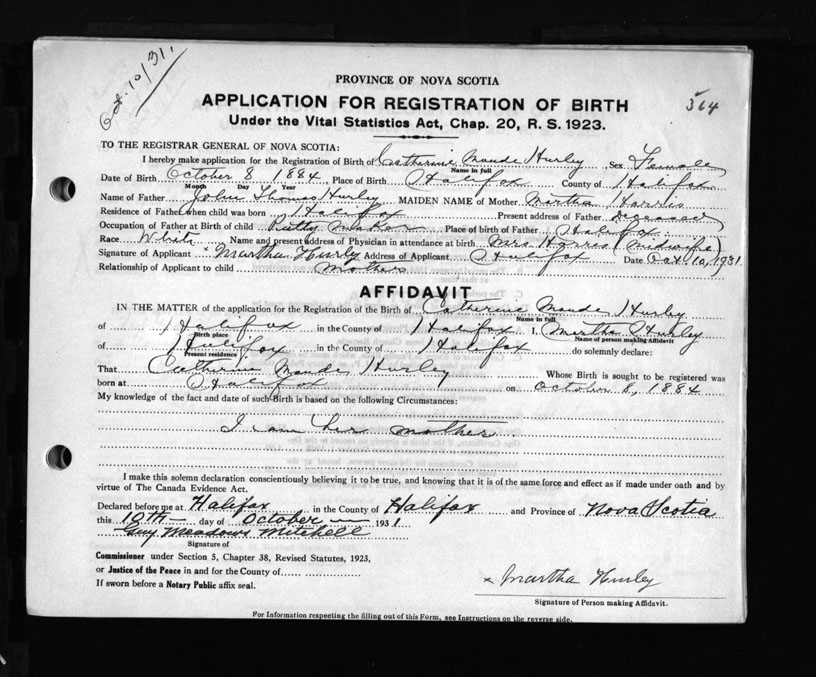 Oct. 10/31.
364
PROVINCE OF NOVA SCOTIA
APPLICATION FOR REGISTRATION OF BIRTH
Under the Vital Statistics Act, Chap. 20, R. S. 1923.
TO THE REGISTRAR GENERAL OF NOVA SCOTIA:
I hereby make application for the Registration of Birth of Catherine Maude Hurley Sex Female
Name in full
Date of Birth October 8 1884 Place of Birth Halifax County of Halifax
Month Day Year
Name of Father John Thomas Hurley MAIDEN NAME of Mother Martha Harris
Residence of Father when child was born Halifax Present address of Father deceased
Occupation of Father at Birth of child Putty Maker Place of birth of Father Halifax
Race White Name and present address of Physician in attendance at birth Mrs Harris (Midwife)
Signature of Applicant x Martha Hurly Address of Applicant Halifax Date Oct. 10, 1931.
Relationship of Applicant to child mother
AFFIDAVIT
IN THE MATTER of the application for the Registration of the Birth of Catherine Maude Hurley
Name in full
of Halifax in the County of Halifax I, Martha Hurley
Birth place Name of person making Affidavit
of Halifax in the County of Halifax do solemnly declare:
Present residence
That Catherine Maude Hurley Whose Birth is sought to be registered was
born at Halifax on October 8, 1884
My knowledge of the fact and date of such Birth is based on the following Circumstances:
I am her mother.
I make this solemn declaration conscientiously believing it to be true, and knowing that it is of the same force and effect as if made under oath and by
virtue of The Canada Evidence Act.
Declared before me at Halifax in the County of Halifax and Province of Nova Scotia
this 10th day of October 1931
Guy Meadows Mitchell
Signature of
Commissioner under Section 5, Chapter 38, Revised Statutes, 1923,
or Justice of the Peace in and for the County of
If sworn before a Notary Public affix seal.
x Martha Hurley
Signature of Person making Affidavit.
For Information respecting the filling out of this Form, see Instructions on the reverse side.